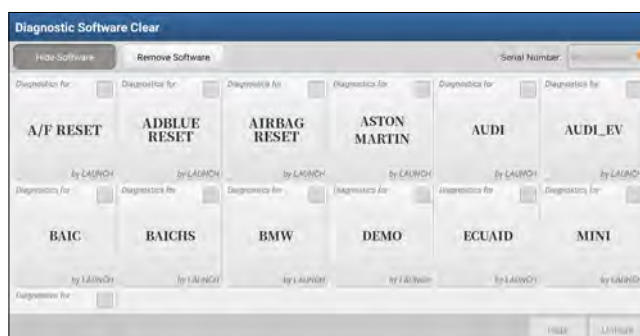 Diagnostic Software Clear
Hide Software Remove Software Serial Number:
Diagnostics for Diagnostics for Diagnostics for Diagnostics for Diagnostics for Diagnostics for
A/F RESET ADBLUE RESET AIRBAG RESET ASTON MARTIN AUDI AUDI_EV
by LAUNCH by LAUNCH by LAUNCH by LAUNCH by LAUNCH by LAUNCH
Diagnostics for Diagnostics for Diagnostics for Diagnostics for Diagnostics for Diagnostics for
BAIC BAICHS BMW DEMO ECUAID MINI
by LAUNCH by LAUNCH by LAUNCH by LAUNCH by LAUNCH by LAUNCH
Diagnostics for
Hide Unhide